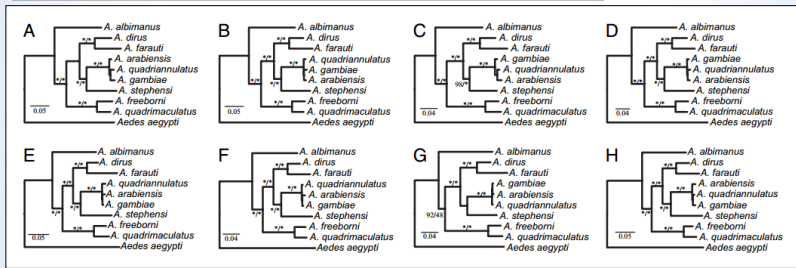 A
A. albimanus
A. dirus
A. farauti
A. arabiensis
A. quadriannulatus
A. gambiae
A. stephensi
A. freeborni
A. quadrimaculatus
Aedes aegypti
*/*
*/*
*/*
*/*
*/*
*/*
0.05
B
A. albimanus
A. dirus
A. farauti
A. quadriannulatus
A. gambiae
A. arabiensis
A. stephensi
A. freeborni
A. quadrimaculatus
Aedes aegypti
*/*
*/*
*/*
*/*
*/*
*/*
0.05
C
A. albimanus
A. dirus
A. farauti
A. gambiae
A. quadriannulatus
A. arabiensis
A. stephensi
A. freeborni
A. quadrimaculatus
Aedes aegypti
*/*
*/*
*/*
98/*
*/*
*/*
0.04
D
A. albimanus
A. dirus
A. farauti
A. gambiae
A. quadriannulatus
A. arabiensis
A. stephensi
A. freeborni
A. quadrimaculatus
Aedes aegypti
*/*
*/*
*/*
*/*
*/*
*/*
0.04
E
A. albimanus
A. dirus
A. farauti
A. quadriannulatus
A. arabiensis
A. gambiae
A. stephensi
A. freeborni
A. quadrimaculatus
Aedes aegypti
*/*
*/*
*/*
*/*
*/*
*/*
0.05
F
A. albimanus
A. dirus
A. farauti
A. quadriannulatus
A. arabiensis
A. gambiae
A. stephensi
A. freeborni
A. quadrimaculatus
Aedes aegypti
*/*
*/*
*/*
*/*
*/*
*/*
0.04
G
A. albimanus
A. dirus
A. farauti
A. gambiae
A. arabiensis
A. quadriannulatus
A. stephensi
A. freeborni
A. quadrimaculatus
Aedes aegypti
*/*
*/*
*/*
*/*
92/48
*/*
0.04
H
A. albimanus
A. dirus
A. farauti
A. arabiensis
A. quadriannulatus
A. gambiae
A. stephensi
A. freeborni
A. quadrimaculatus
Aedes aegypti
*/*
*/*
*/*
*/*
*/*
*/*
0.05